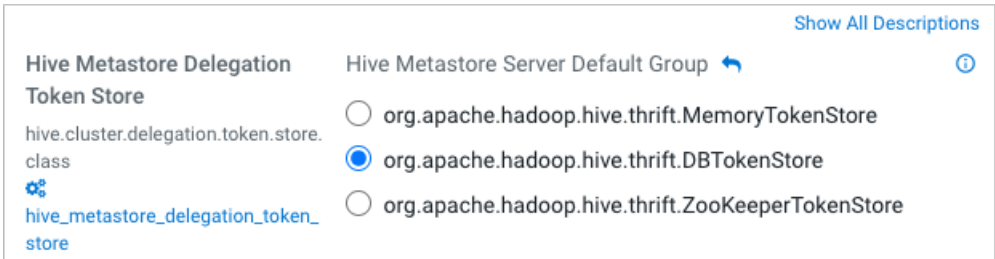 Show All Descriptions
Hive Metastore Delegation
Token Store
hive.cluster.delegation.token.store.
class
hive_metastore_delegation_token_
store
Hive Metastore Server Default Group
org.apache.hadoop.hive.thrift.MemoryTokenStore
org.apache.hadoop.hive.thrift.DBTokenStore
org.apache.hadoop.hive.thrift.ZooKeeperTokenStore